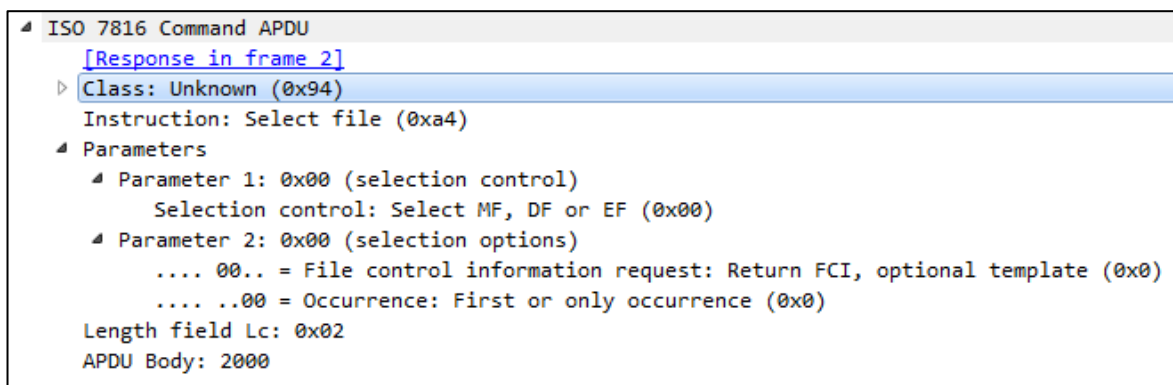 ISO 7816 Command APDU
[Response in frame 2]
Class: Unknown (0x94)
Instruction: Select file (0xa4)
Parameters
Parameter 1: 0x00 (selection control)
Selection control: Select MF, DF or EF (0x00)
Parameter 2: 0x00 (selection options)
.... 00.. = File control information request: Return FCI, optional template (0x0)
.... ..00 = Occurrence: First or only occurrence (0x0)
Length field Lc: 0x02
APDU Body: 2000